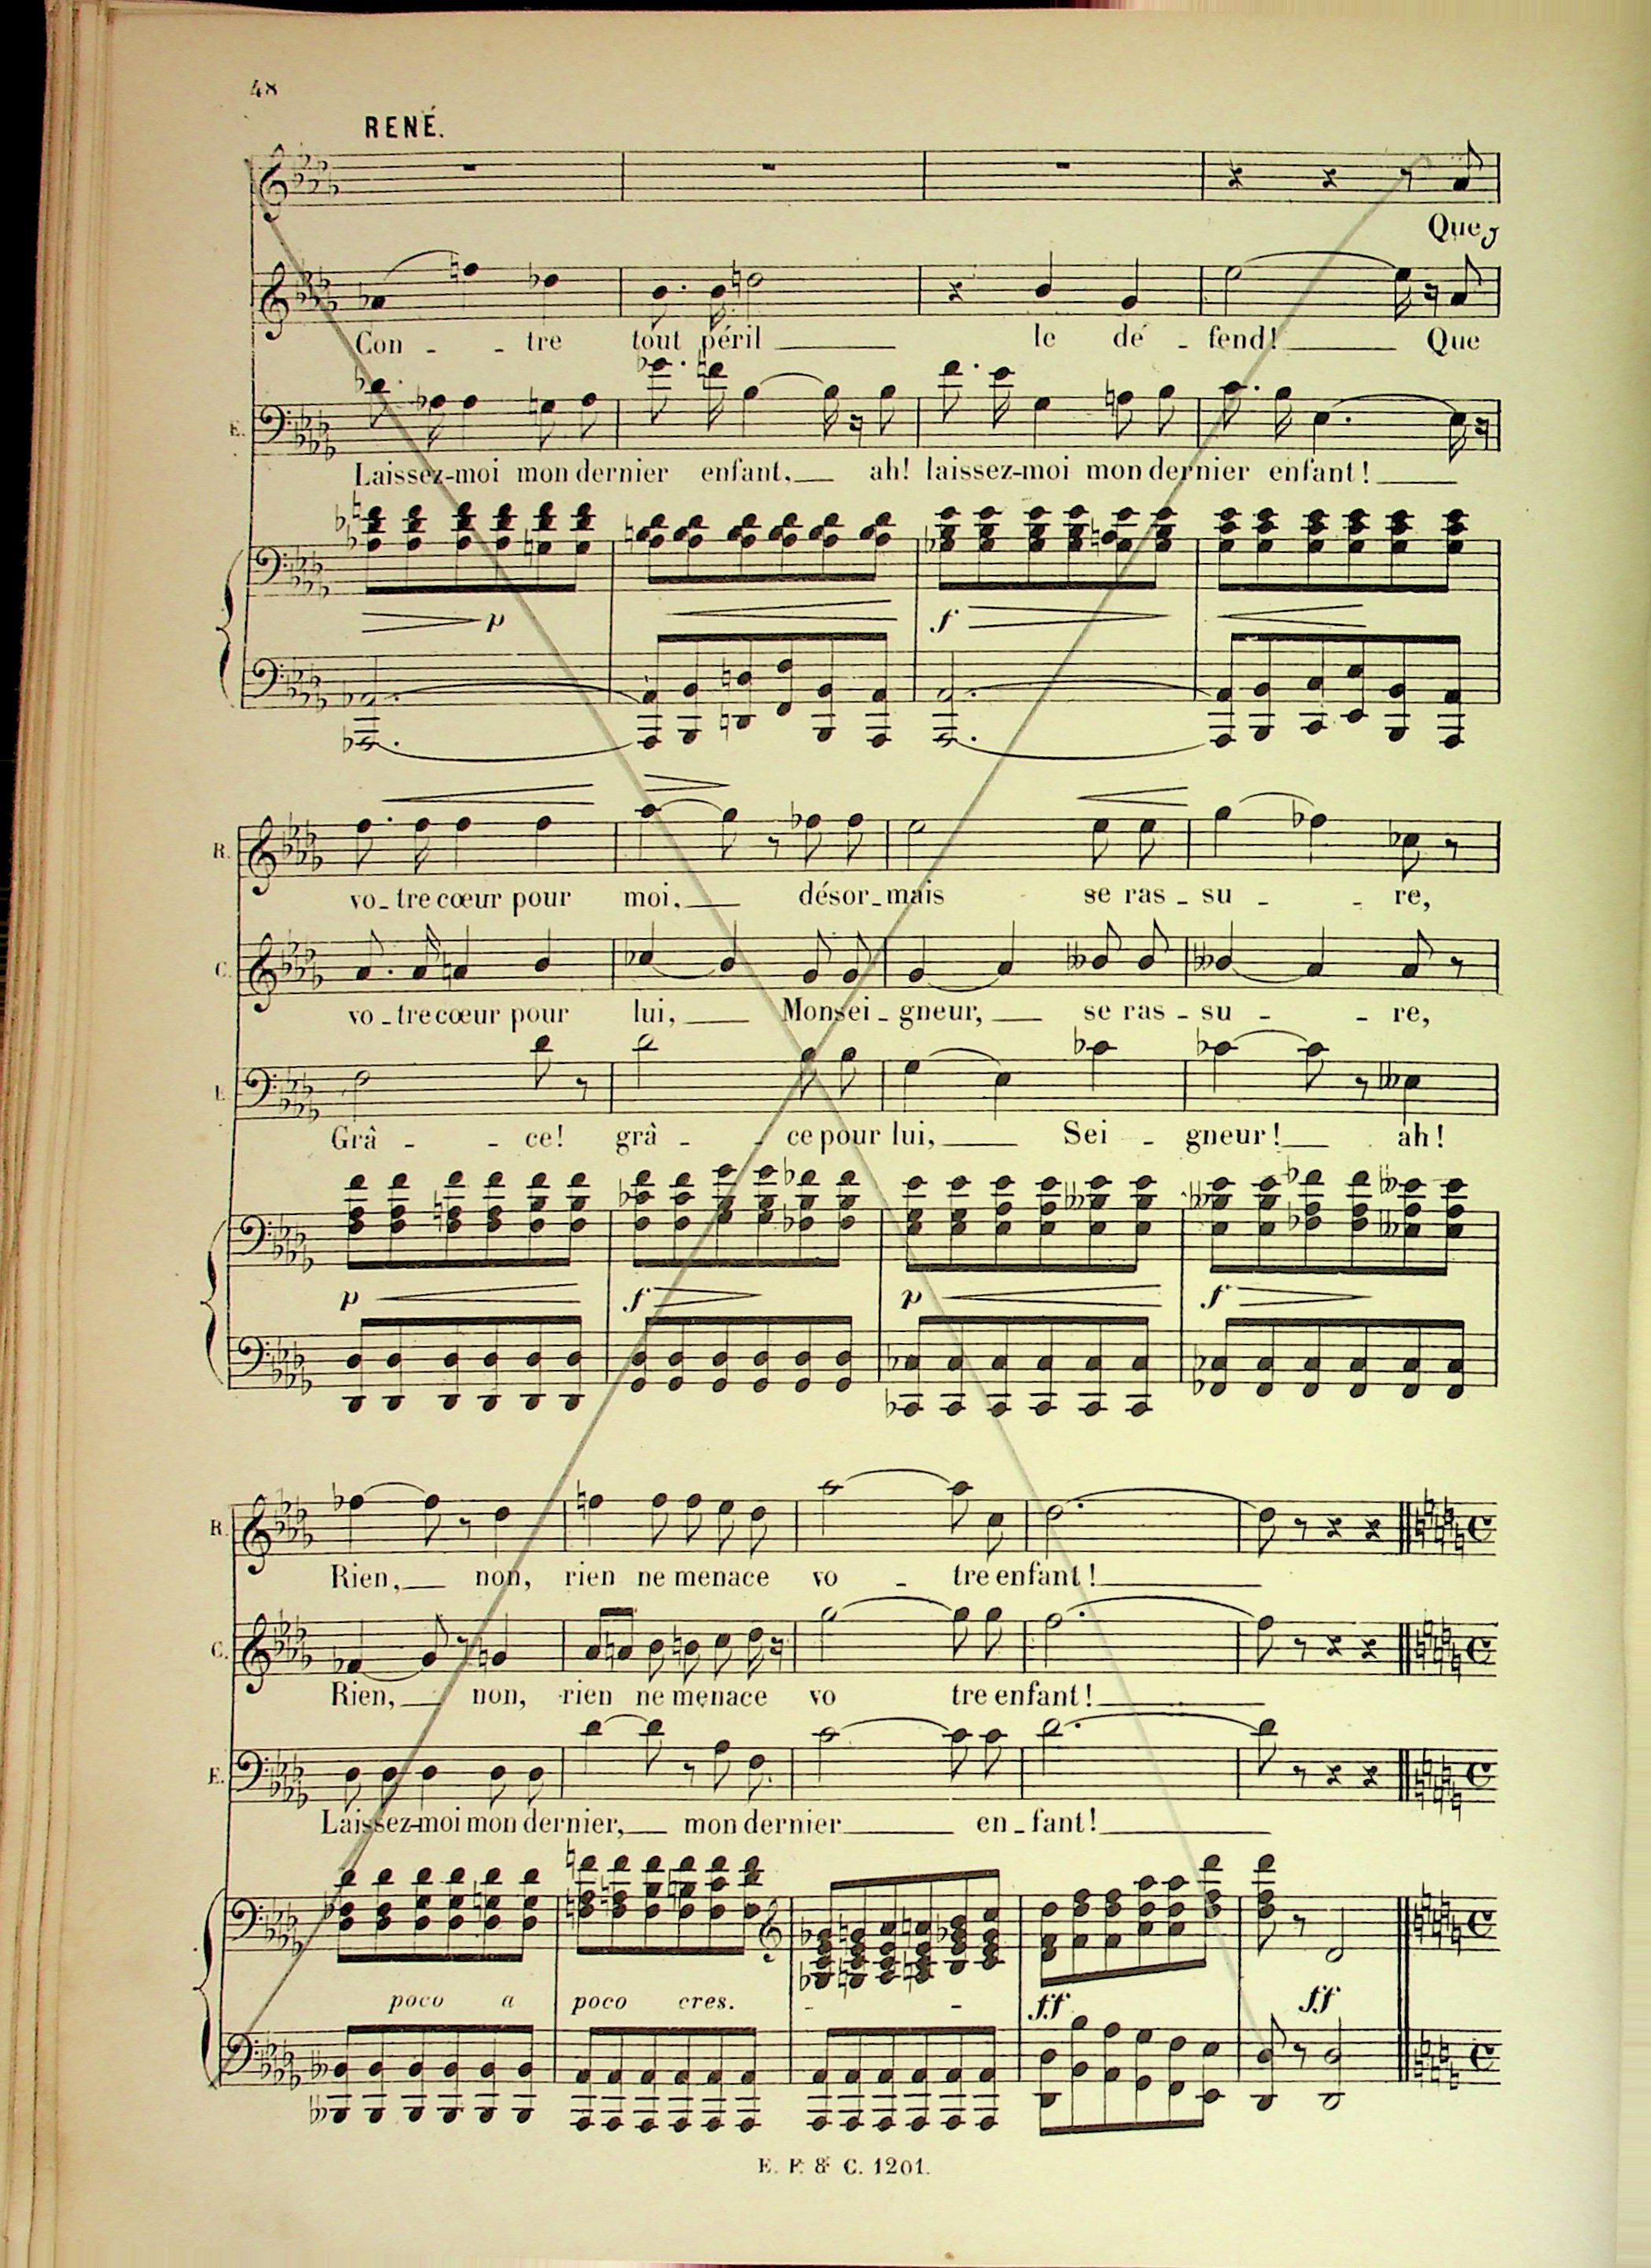 48
RENÉ.
Que
Con - - tre tout péril le dé - fend! Que
E.
Laissez-moi mon dernier enfant, ah! laissez-moi mon dernier enfant!
p
f
R.
vo - tre cœur pour moi, désor - mais se ras - su - - re,
C.
vo - tre cœur pour lui, Monsei - gneur, se ras - su - - re,
Grâ - - ce! grâ - - ce pour lui, Sei - gneur! ah!
p f p f
R.
Rien, non, rien ne menace vo - tre enfant!
C.
Rien, non, rien ne menace vo tre enfant!
E.
Laissez-moi mon dernier, mon dernier en - fant!
poco a poco cres. - - ff ff
E. F. & C. 1201.